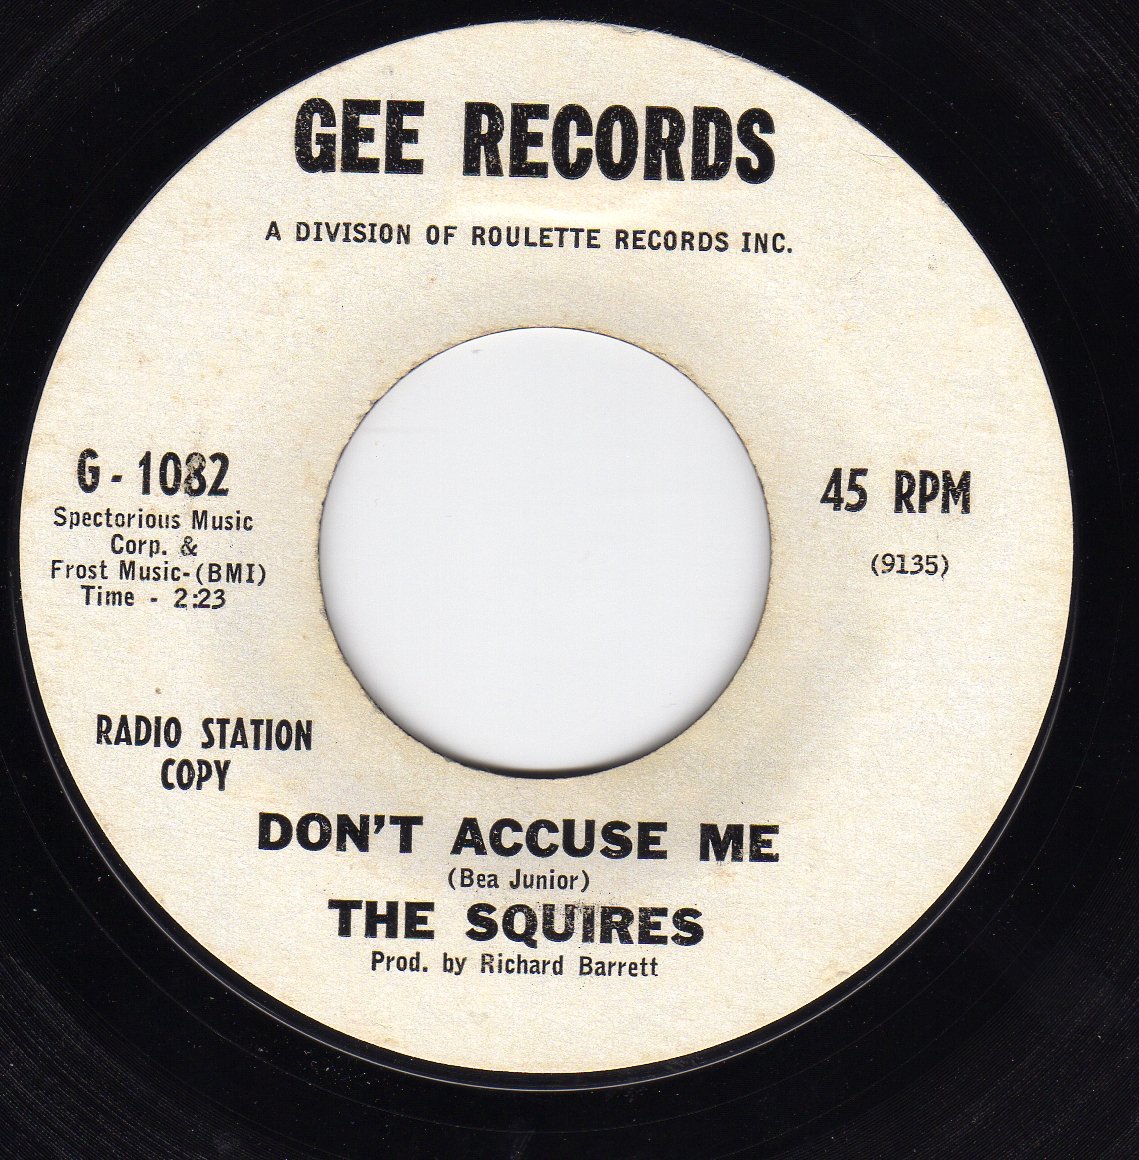 GEE RECORDS
A DIVISION OF ROULETTE RECORDS INC.
G - 1082
Spectorious Music
Corp. &
Frost Music-(BMI)
Time - 2:23
45 RPM
(9135)
RADIO STATION
COPY
DON'T ACCUSE ME
(Bea Junior)
THE SQUIRES
Prod. by Richard Barrett